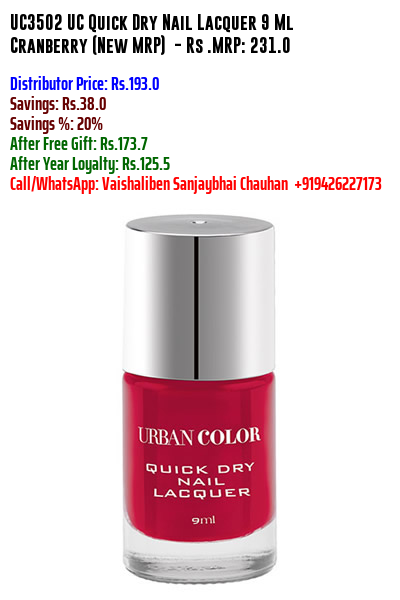 UC3502 UC Quick Dry Nail Lacquer 9 Ml
Cranberry (New MRP) - Rs .MRP: 231.0
Distributor Price: Rs.193.0
Savings: Rs.38.0
Savings %: 20%
After Free Gift: Rs.173.7
After Year Loyalty: Rs.125.5
Call/WhatsApp: Vaishaliben Sanjaybhai Chauhan +919426227173
URBAN COLOR
QUICK DRY
NAIL
LACQUER
9ml